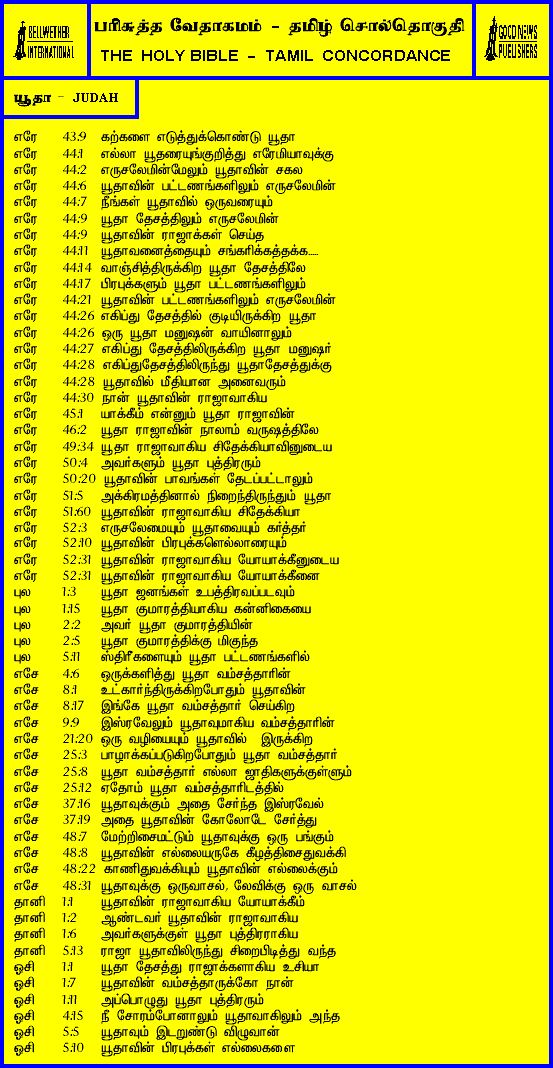 BELLWETHER
INTERNATIONAL
பரிசுத்த வேதாகமம் – தமிழ் சொல்தொகுதி
THE HOLY BIBLE – TAMIL CONCORDANCE
GOOD NEWS
PUBLISHERS
யூதா – JUDAH
எரே 43:9 கற்களை எடுத்துக்கொண்டு யூதா
எரே 44:1 எல்லா யூதரையுங்குறித்து எரேமியாவுக்கு
எரே 44:2 எருசலேமின்மேலும் யூதாவின் சகல
எரே 44:6 யூதாவின் பட்டணங்களிலும் எருசலேமின்
எரே 44:7 நீங்கள் யூதாவில் ஒருவரையும்
எரே 44:9 யூதா தேசத்திலும் எருசலேமின்
எரே 44:9 யூதாவின் ராஜாக்கள் செய்த
எரே 44:11 யூதாவனைத்தையும் சங்கரிக்கத்தக்க.....
எரே 44:14 வாஞ்சித்திருக்கிற யூதா தேசத்திலே
எரே 44:17 பிரபுக்களும் யூதா பட்டணங்களிலும்
எரே 44:21 யூதாவின் பட்டணங்களிலும் எருசலேமின்
எரே 44:26 எகிப்து தேசத்தில் குடியிருக்கிற யூதா
எரே 44:26 ஒரு யூதா மனுஷன் வாயினாலும்
எரே 44:27 எகிப்து தேசத்திலிருக்கிற யூதா மனுஷர்
எரே 44:28 எகிப்துதேசத்திலிருந்து யூதாதேசத்துக்கு
எரே 44:28 யூதாவில் மீதியான அனைவரும்
எரே 44:30 நான் யூதாவின் ராஜாவாகிய
எரே 45:1 யாக்கீம் என்னும் யூதா ராஜாவின்
எரே 46:2 யூதா ராஜாவின் நாலாம் வருஷத்திலே
எரே 49:34 யூதா ராஜாவாகிய சிதேக்கியாவினுடைய
எரே 50:4 அவர்களும் யூதா புத்திரரும்
எரே 50:20 யூதாவின் பாவங்கள் தேடப்பட்டாலும்
எரே 51:5 அக்கிரமத்தினால் நிறைந்திருந்தும் யூதா
எரே 51:60 யூதாவின் ராஜாவாகிய சிதேக்கியா
எரே 52:3 எருசலேமையும் யூதாவையும் கர்த்தர்
எரே 52:10 யூதாவின் பிரபுக்களெல்லாரையும்
எரே 52:31 யூதாவின் ராஜாவாகிய யோயாக்கீனுடைய
எரே 52:31 யூதாவின் ராஜாவாகிய யோயாக்கீனை
புல 1:3 யூதா ஜனங்கள் உபத்திரவப்படவும்
புல 1:15 யூதா குமாரத்தியாகிய கன்னிகையை
புல 2:2 அவர் யூதா குமாரத்தியின்
புல 2:5 யூதா குமாரத்திக்கு மிகுந்த
புல 5:11 ஸ்திரீகளையும் யூதா பட்டணங்களில்
எசே 4:6 ஒருக்களித்து யூதா வம்சத்தாரின்
எசே 8:1 உட்கார்ந்திருக்கிறபோதும் யூதாவின்
எசே 8:17 இங்கே யூதா வம்சத்தார் செய்கிற
எசே 9:9 இஸ்ரவேலும் யூதாவுமாகிய வம்சத்தாரின்
எசே 21:20 ஒரு வழியையும் யூதாவில் இருக்கிற
எசே 25:3 பாழாக்கப்படுகிறபோதும் யூதா வம்சத்தார்
எசே 25:8 யூதா வம்சத்தார் எல்லா ஜாதிகளுக்குள்ளும்
எசே 25:12 ஏதோம் யூதா வம்சத்தாரிடத்தில்
எசே 37:16 யூதாவுக்கும் அதை சேர்ந்த இஸ்ரவேல்
எசே 37:19 அதை யூதாவின் கோலோடே சேர்த்து
எசே 48:7 மேற்றிசைமட்டும் யூதாவுக்கு ஒரு பங்கும்
எசே 48:8 யூதாவின் எல்லையருகே கீழத்திசைதுவக்கி
எசே 48:22 காணிதுவக்கியும் யூதாவின் எல்லைக்கும்
எசே 48:31 யூதாவுக்கு ஒருவாசல், லேவிக்கு ஒரு வாசல்
தானி 1:1 யூதாவின் ராஜாவாகிய யோயாக்கீம்
தானி 1:2 ஆண்டவர் யூதாவின் ராஜாவாகிய
தானி 1:6 அவர்களுக்குள் யூதா புத்திரராகிய
தானி 5:13 ராஜா யூதாவிலிருந்து சிறைபிடித்து வந்த
ஓசி 1:1 யூதா தேசத்து ராஜாக்களாகிய உசியா
ஓசி 1:7 யூதாவின் வம்சத்தாருக்கோ நான்
ஓசி 1:11 அப்பொழுது யூதா புத்திரரும்
ஓசி 4:15 நீ சோரம்போனாலும் யூதாவாகிலும் அந்த
ஓசி 5:5 யூதாவும் இடறுண்டு விழுவான்
ஓசி 5:10 யூதாவின் பிரபுக்கள் எல்லைகளை